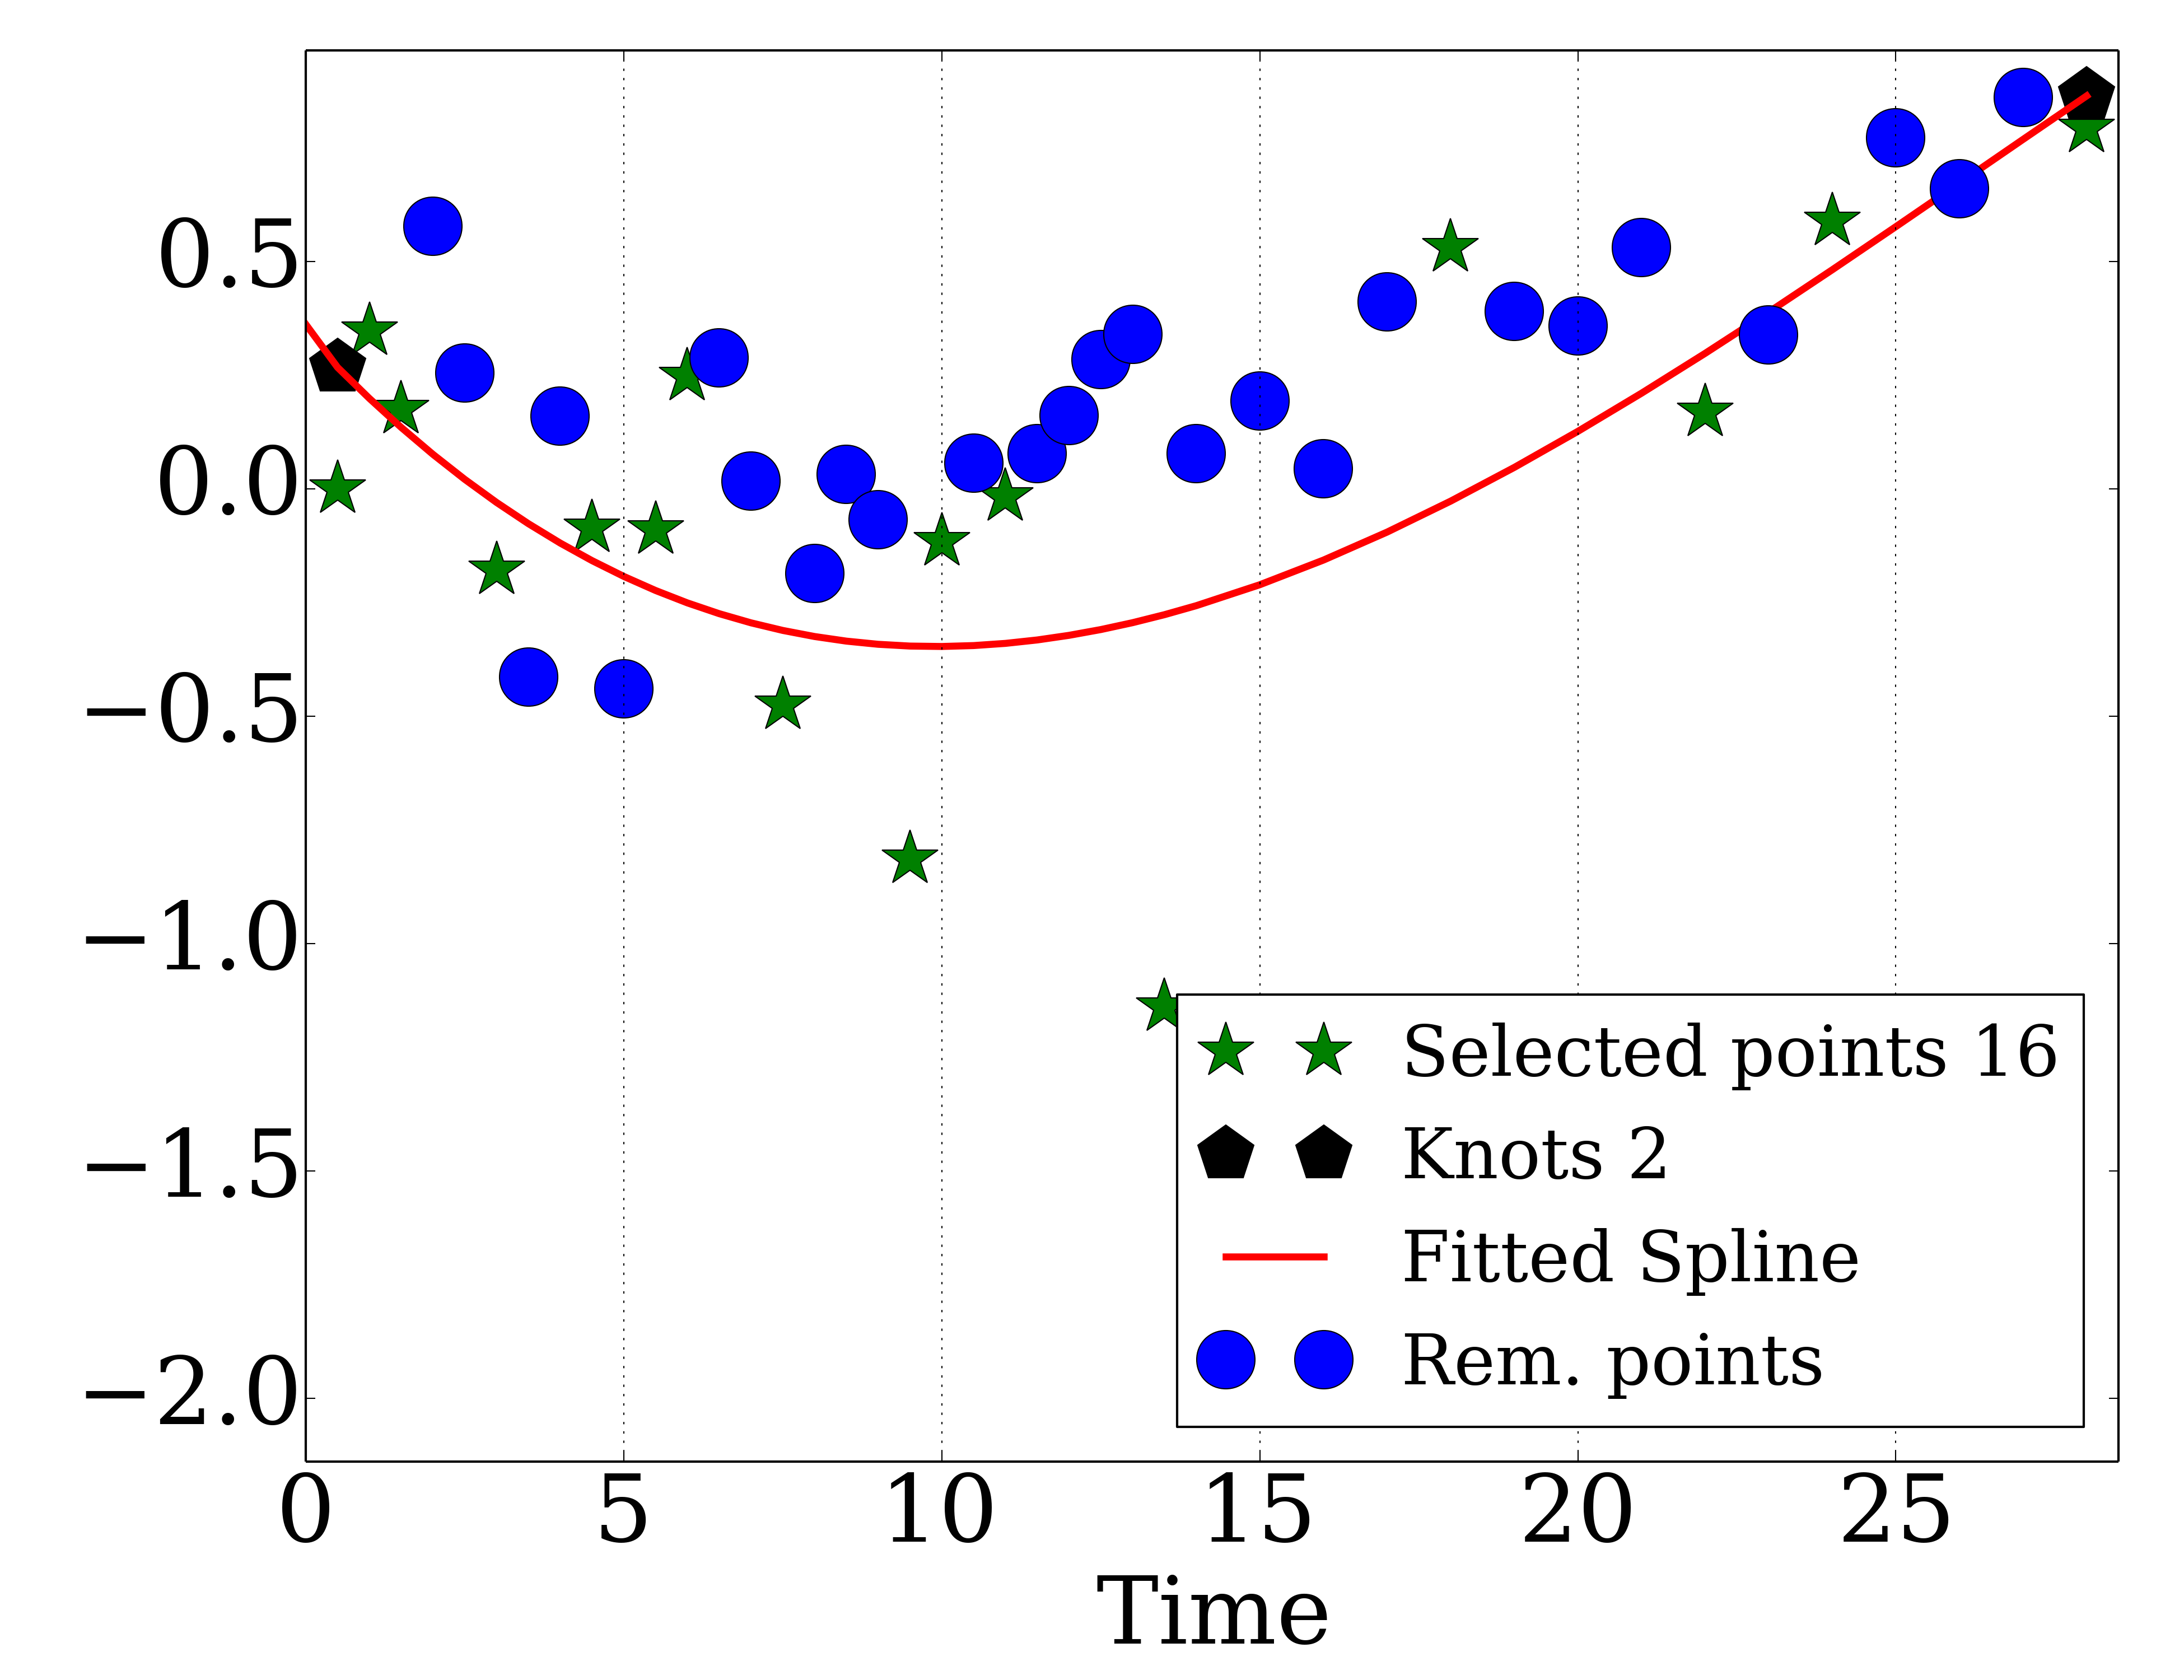 0.5
0.0
−0.5
−1.0
−1.5
−2.0
Selected points 16
Knots 2
Fitted Spline
Rem. points
0 5 10 15 20 25
Time